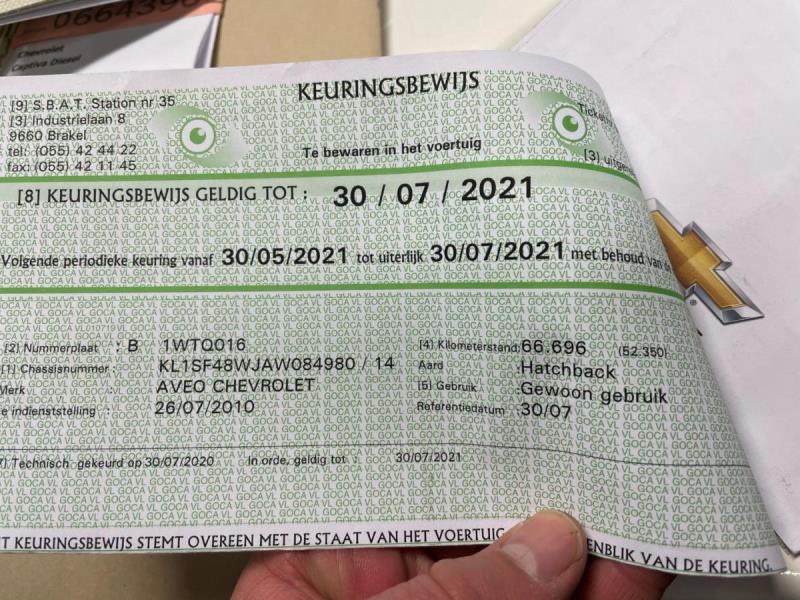 Chevrolet
Captiva Diesel
[9] S.B.A.T. Station nr 35
[3] Industrielaan 8
9660 Brakel
tel: (055) 42 44 22
fax: (055) 42 11 45
KEURINGSBEWIJS
Te bewaren in het voertuig
[8] KEURINGSBEWIJS GELDIG TOT : 30 / 07 / 2021
Volgende periodieke keuring vanaf 30/05/2021 tot uiterlijk 30/07/2021 met behoud van de
[2] Nummerplaat : B 1WTQ016
[1] Chassisnummer : KL1SF48WJAW084980 / 14
Merk : AVEO CHEVROLET
e indienststelling : 26/07/2010
[4] Kilometerstand: 66.696 (52.350)
Aard : Hatchback
[5] Gebruik : Gewoon gebruik
Referentiedatum : 30/07
Technisch gekeurd op 30/07/2020 In orde, geldig tot : 30/07/2021
T KEURINGSBEWIJS STEMT OVEREEN MET DE STAAT VAN HET VOERTUIG ENBLIK VAN DE KEURING.